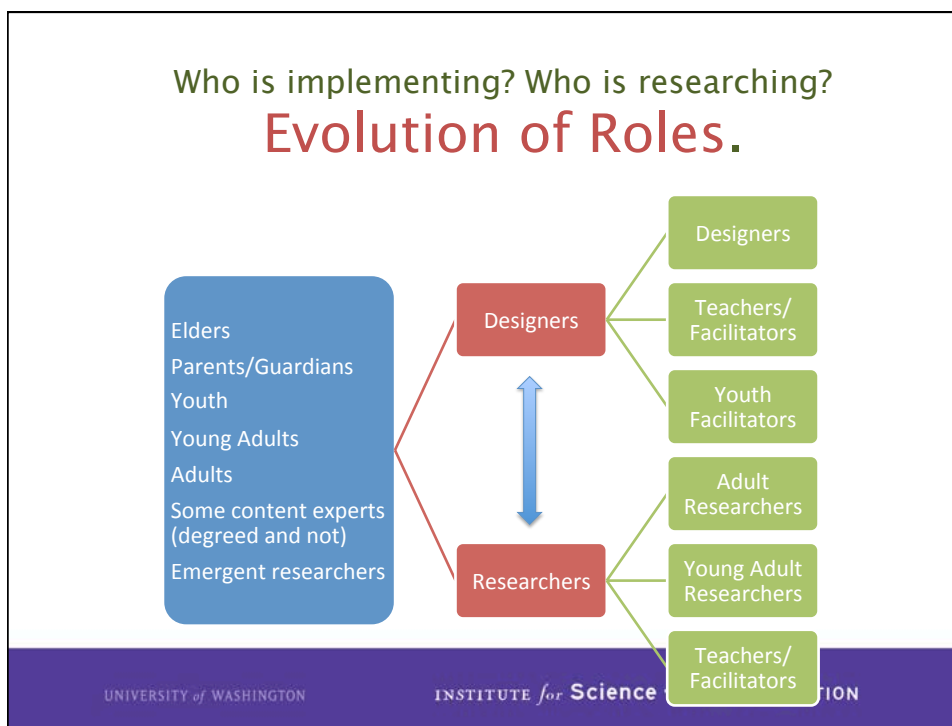 Who is implementing? Who is researching?
Evolution of Roles.
Elders
Parents/Guardians
Youth
Young Adults
Adults
Some content experts
(degreed and not)
Emergent researchers
Designers
Researchers
Designers
Teachers/
Facilitators
Youth
Facilitators
Adult
Researchers
Young Adult
Researchers
Teachers/
Facilitators
UNIVERSITY of WASHINGTON
INSTITUTE for Science